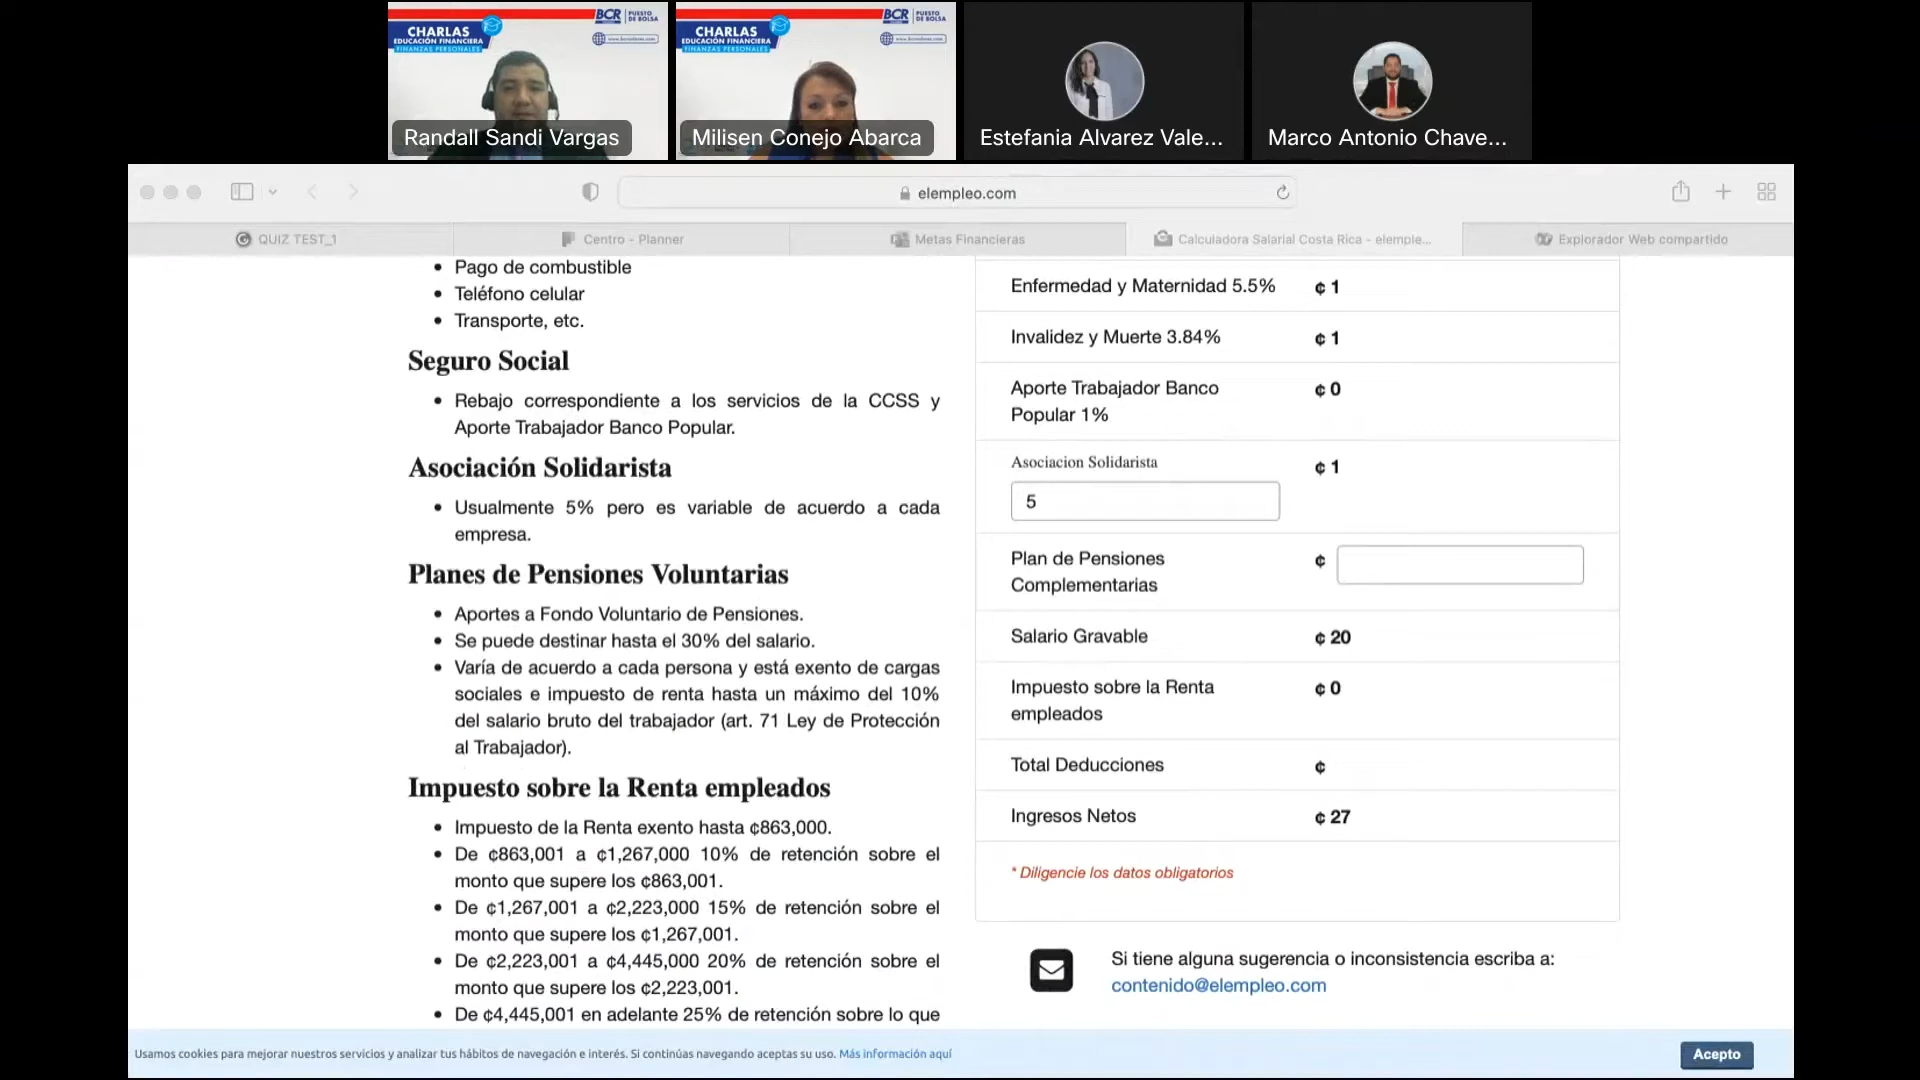 BCR PUESTO DE BOLSA
CHARLAS
EDUCACIÓN FINANCIERA
FINANZAS PERSONALES
Randall Sandi Vargas
BCR PUESTO DE BOLSA
CHARLAS
EDUCACIÓN FINANCIERA
FINANZAS PERSONALES
Milisen Conejo Abarca
Estefania Alvarez Vale...
Marco Antonio Chave...
elempleo.com
QUIZ TEST_1
Centro - Planner
Metas Financieras
Calculadora Salarial Costa Rica - elemple...
Explorador Web compartido
• Pago de combustible
• Teléfono celular
• Transporte, etc.
Seguro Social
• Rebajo correspondiente a los servicios de la CCSS y
Aporte Trabajador Banco Popular.
Asociación Solidarista
• Usualmente 5% pero es variable de acuerdo a cada
empresa.
Planes de Pensiones Voluntarias
• Aportes a Fondo Voluntario de Pensiones.
• Se puede destinar hasta el 30% del salario.
• Varía de acuerdo a cada persona y está exento de cargas
sociales e impuesto de renta hasta un máximo del 10%
del salario bruto del trabajador (art. 71 Ley de Protección
al Trabajador).
Impuesto sobre la Renta empleados
• Impuesto de la Renta exento hasta ¢863,000.
• De ¢863,001 a ¢1,267,000 10% de retención sobre el
monto que supere los ¢863,001.
• De ¢1,267,001 a ¢2,223,000 15% de retención sobre el
monto que supere los ¢1,267,001.
• De ¢2,223,001 a ¢4,445,000 20% de retención sobre el
monto que supere los ¢2,223,001.
• De ¢4,445,001 en adelante 25% de retención sobre lo que
Enfermedad y Maternidad 5.5% ¢ 1
Invalidez y Muerte 3.84% ¢ 1
Aporte Trabajador Banco ¢ 0
Popular 1%
Asociacion Solidarista ¢ 1
5
Plan de Pensiones ¢
Complementarias
Salario Gravable ¢ 20
Impuesto sobre la Renta ¢ 0
empleados
Total Deducciones ¢
Ingresos Netos ¢ 27
* Diligencie los datos obligatorios
Si tiene alguna sugerencia o inconsistencia escriba a:
contenido@elempleo.com
Usamos cookies para mejorar nuestros servicios y analizar tus hábitos de navegación e interés. Si continúas navegando aceptas su uso. Más información aquí
Acepto